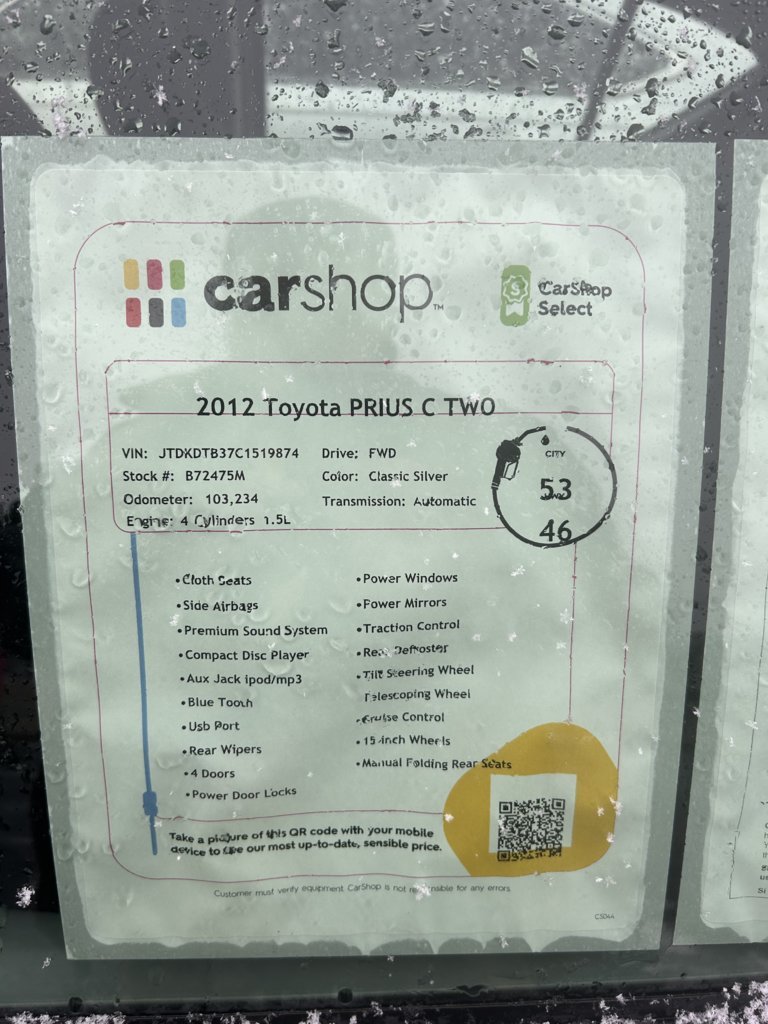 carshop™
CarShop
Select
2012 Toyota PRIUS C TWO
VIN: JTDKDTB37C1519874 Drive: FWD
Stock #: B72475M Color: Classic Silver
Odometer: 103,234 Transmission: Automatic
Engine: 4 Cylinders 1.5L
CITY
53
46
•Cloth Seats
•Side Airbags
•Premium Sound System
•Compact Disc Player
•Aux Jack ipod/mp3
•Blue Tooth
•Usb Port
•Rear Wipers
•4 Doors
•Power Door Locks
•Power Windows
•Power Mirrors
•Traction Control
•Rear Defroster
•Tilt Steering Wheel
Telescoping Wheel
•Cruise Control
•15-inch Wheels
•Manual Folding Rear Seats
Take a picture of this QR code with your mobile
device to see our most up-to-date, sensible price.
Customer must verify equipment. CarShop is not responsible for any errors.
CS044